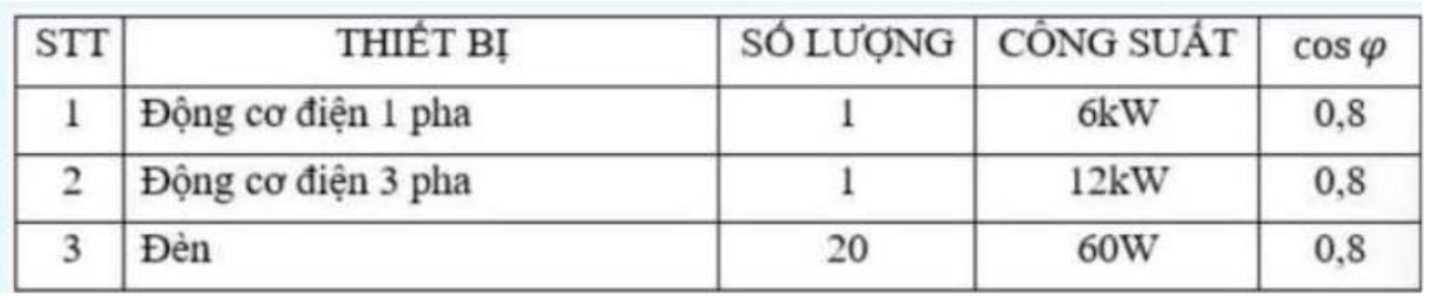 STT THIẾT BỊ SỐ LƯỢNG CÔNG SUẤT cos φ
1 Động cơ điện 1 pha 1 6kW 0,8
2 Động cơ điện 3 pha 1 12kW 0,8
3 Đèn 20 60W 0,8